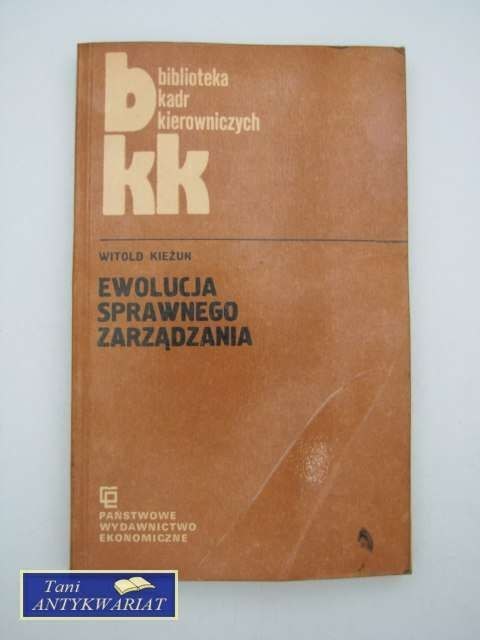 b
biblioteka
kadr
kierowniczych
kk
WITOLD KIEŻUN
EWOLUCJA
SPRAWNEGO
ZARZĄDZANIA
PAŃSTWOWE
WYDAWNICTWO
EKONOMICZNE
Tani
ANTYKWARIAT